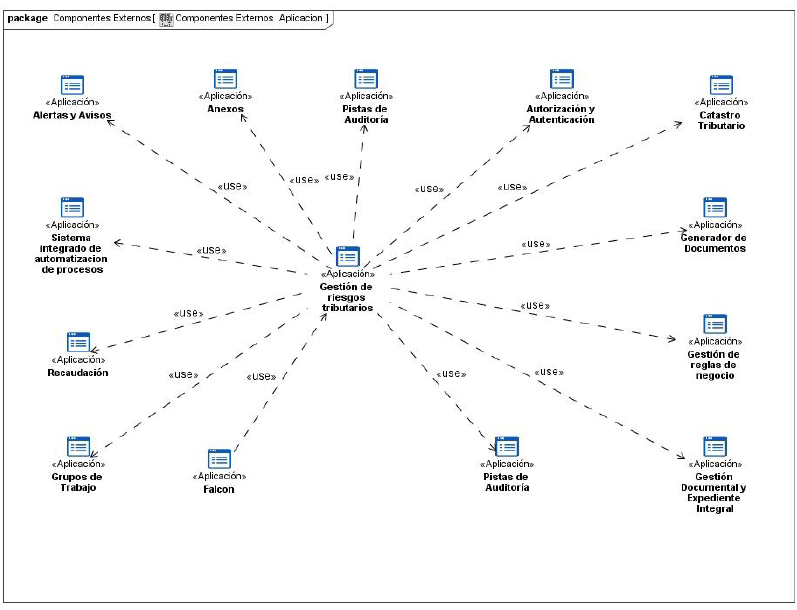 package Componentes Externos [ Componentes Externos Aplicacion ]
«Aplicación»
Alertas y Avisos
«Aplicación»
Anexos
«Aplicación»
Pistas de
Auditoría
«Aplicación»
Autorización y
Autenticación
«Aplicación»
Catastro
Tributario
«use»
«use»
«use»
«use»
«use»
«Aplicación»
Sistema
integrado de
automatizacion
de procesos
«use»
«Aplicación»
Gestión de
riesgos
tributarios
«use»
«Aplicación»
Generador de
Documentos
«use»
«use»
«Aplicación»
Recaudación
«Aplicación»
Gestión de
reglas de
negocio
«use»
«use»
«use»
«use»
«Aplicación»
Grupos de
Trabajo
«Aplicación»
Falcon
«Aplicación»
Pistas de
Auditoría
«Aplicación»
Gestión
Documental y
Expediente
Integral